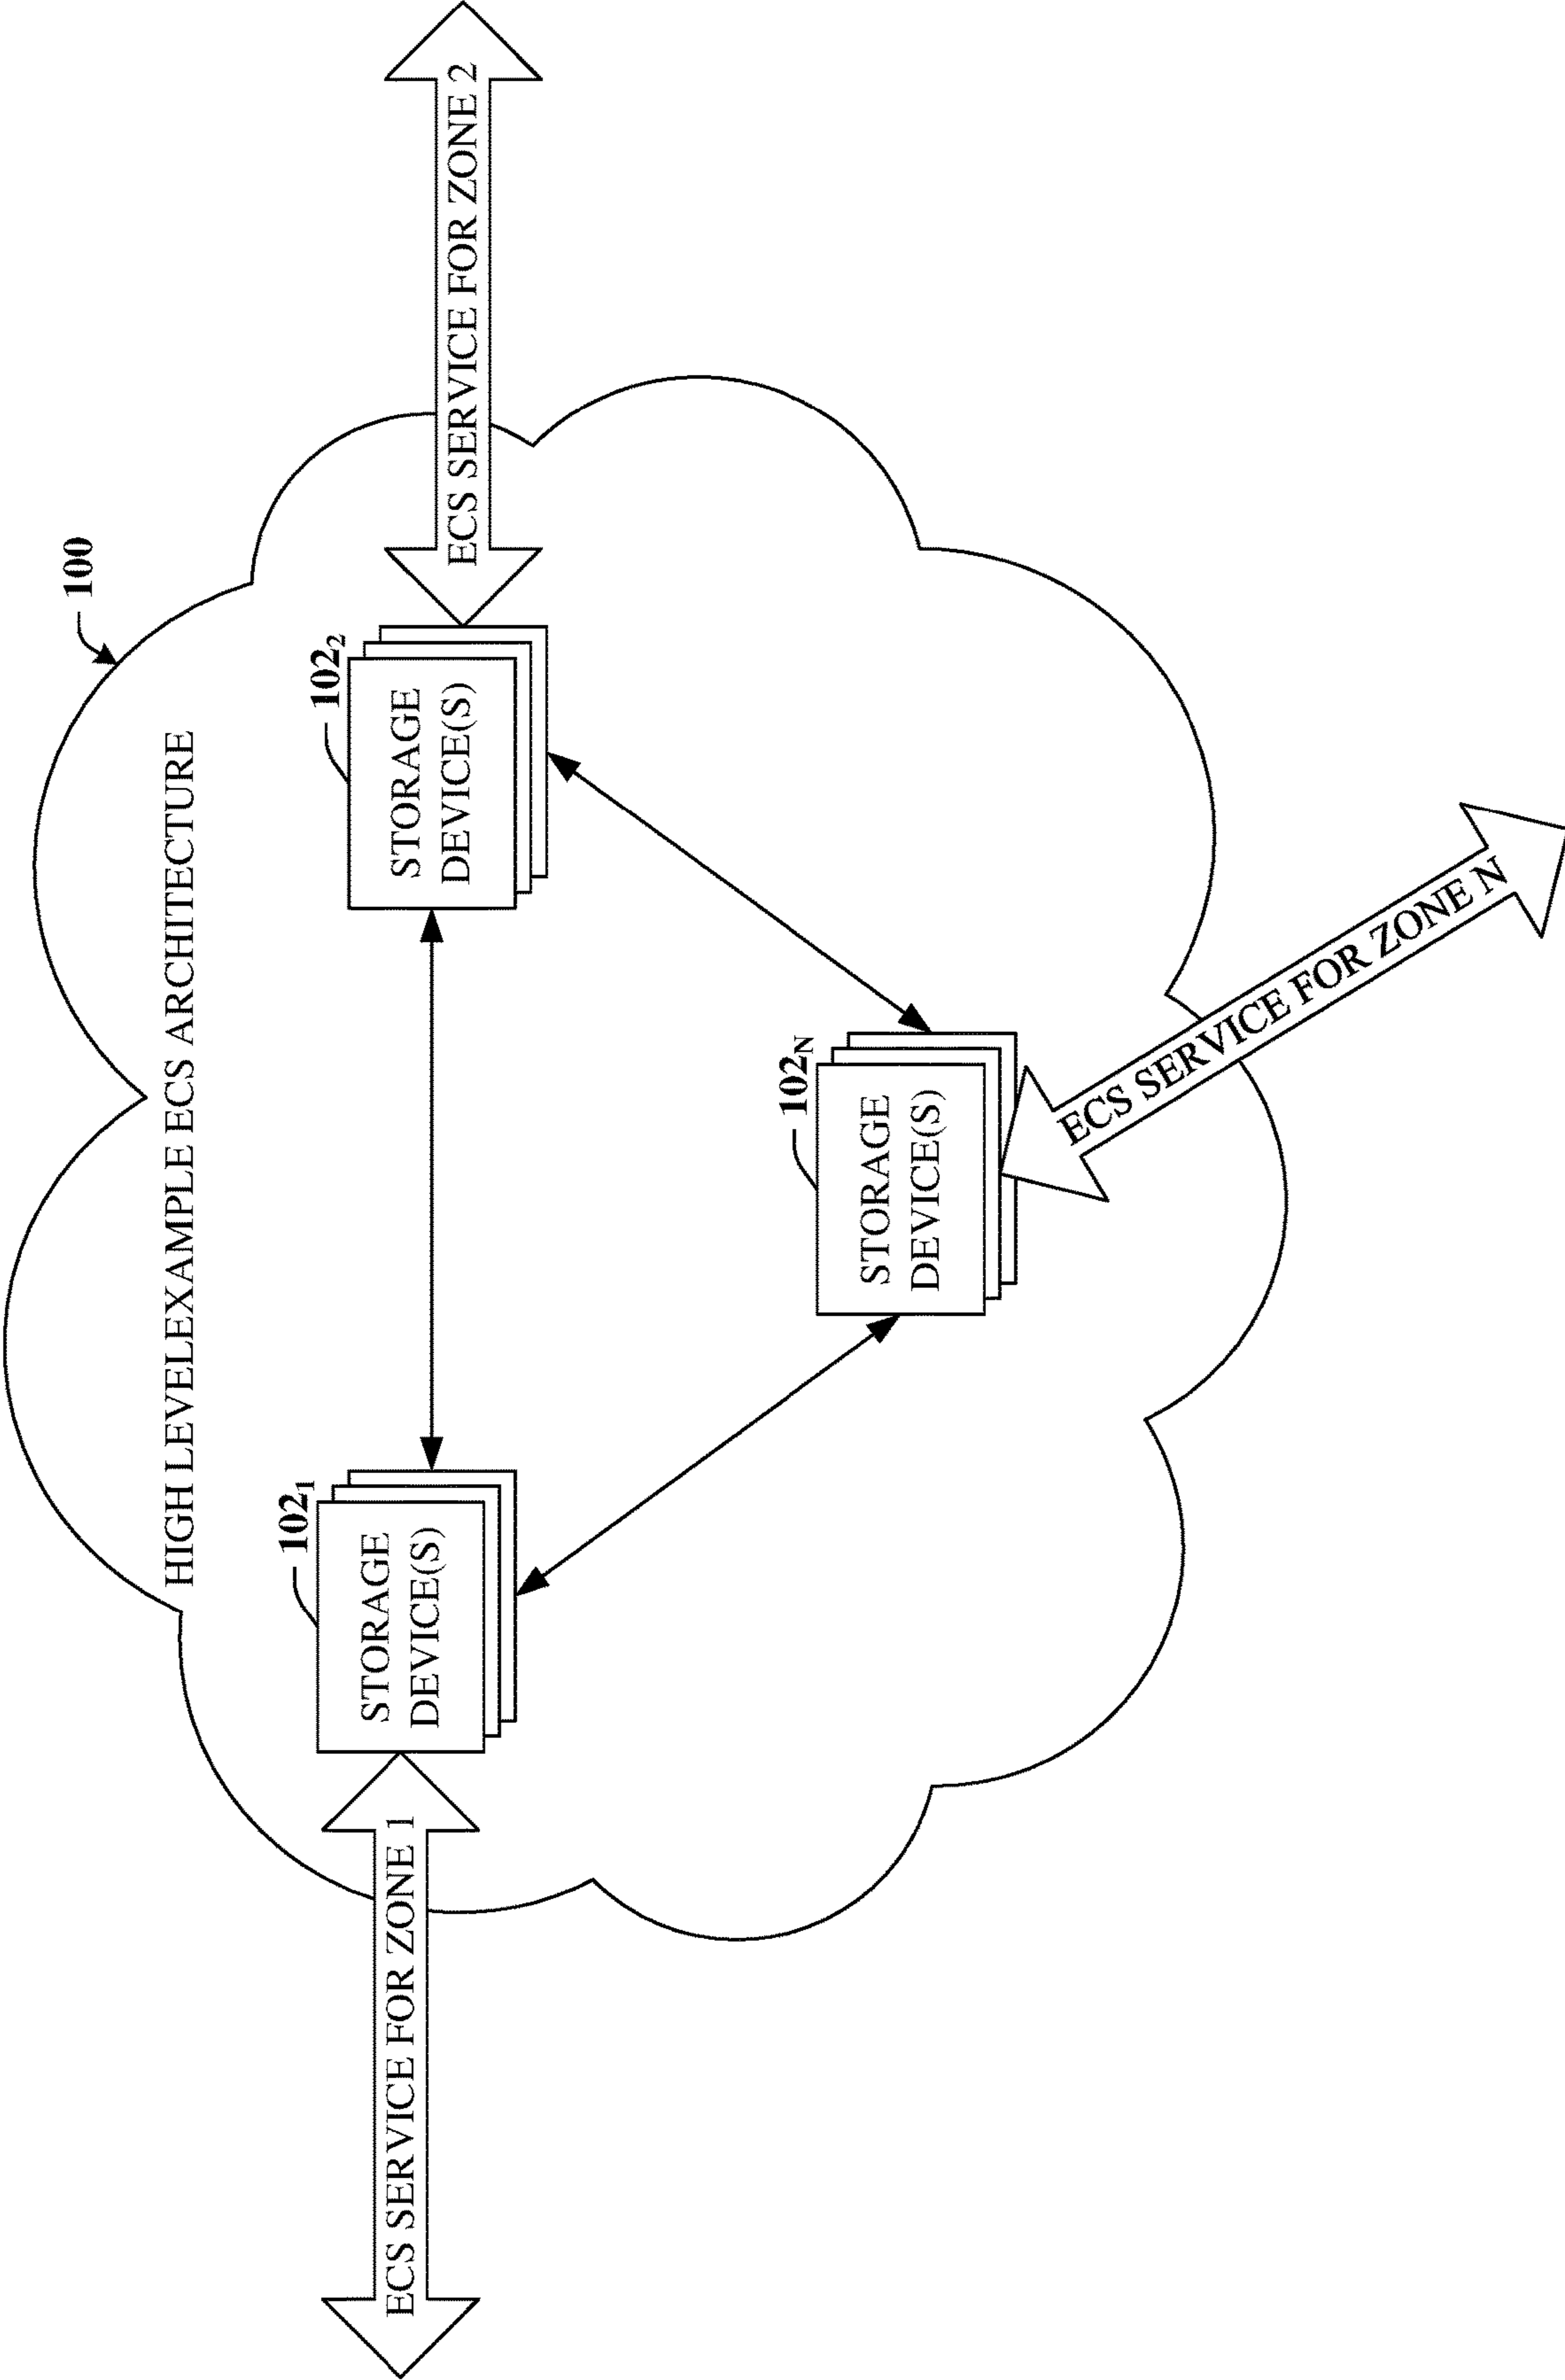 100
HIGH LEVELEXAMPLE ECS ARCHITECTURE
102₁
STORAGE
DEVICE(S)
102₂
STORAGE
DEVICE(S)
ECS SERVICE FOR ZONE 1
ECS SERVICE FOR ZONE 2
102N
STORAGE
DEVICE(S)
ECS SERVICE FOR ZONE N